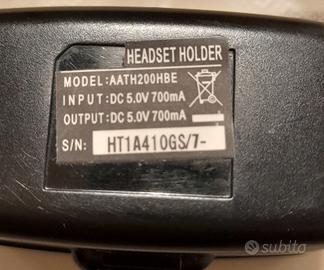 HEADSET HOLDER
MODEL:AATH200HBE
INPUT:DC 5.0V 700mA
OUTPUT:DC 5.0V 700mA
S/N: HT1A410GS/7-
subito